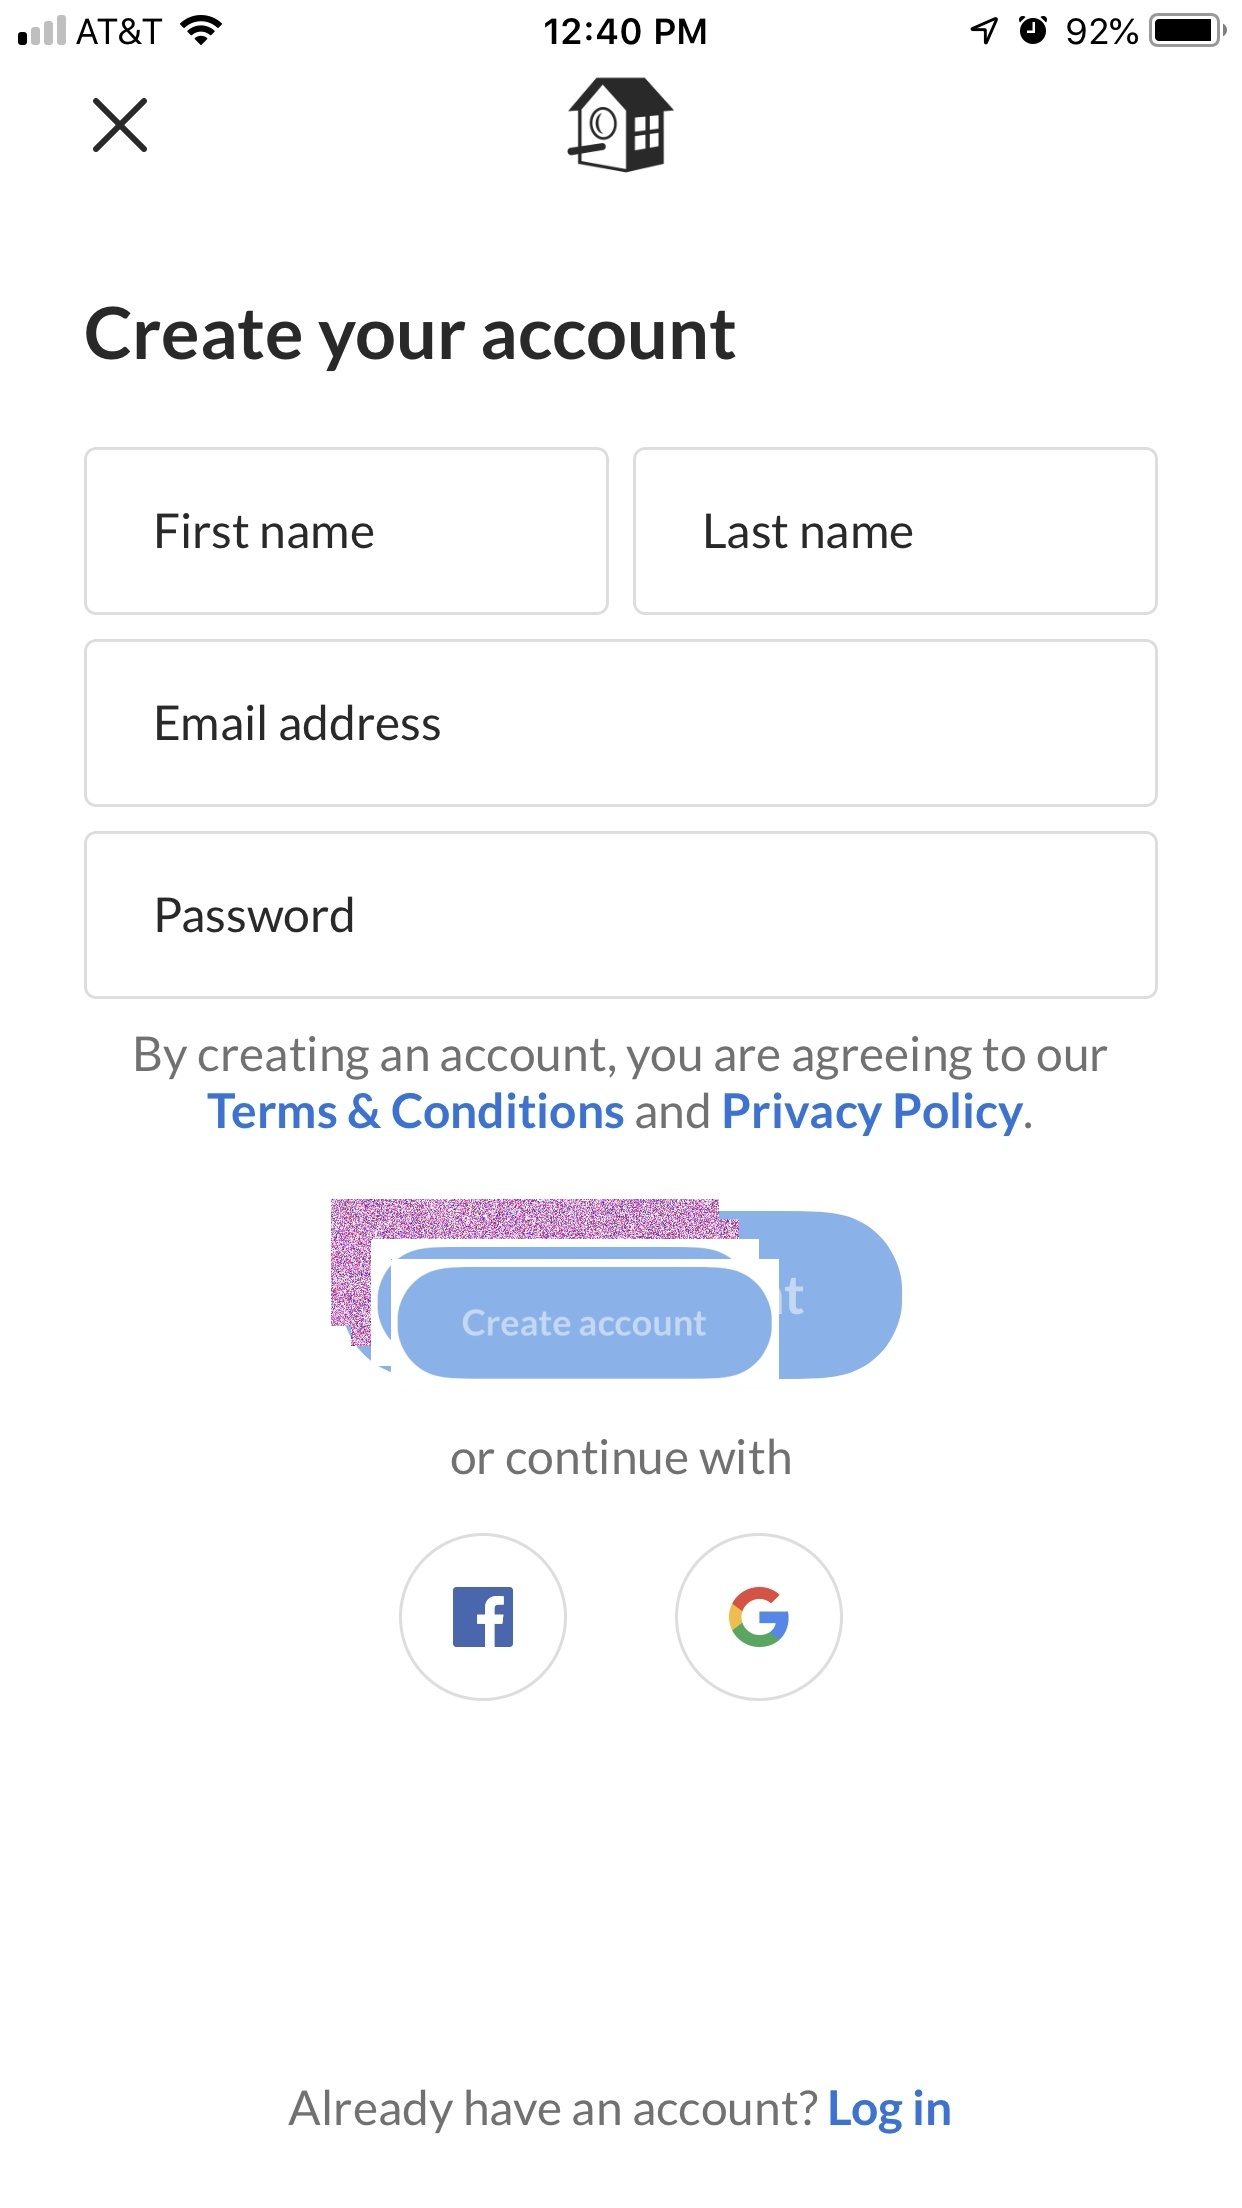 AT&T 12:40 PM 92%
Create your account
First name Last name
Email address
Password
By creating an account, you are agreeing to our
Terms & Conditions and Privacy Policy.
Create account
or continue with
Already have an account? Log in